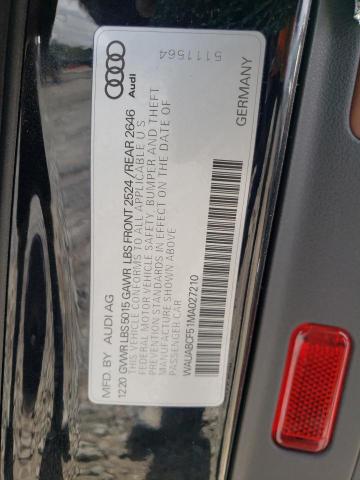 Audi
5111564
GERMANY
MFD. BY AUDI AG
12.20 GVWR LBS 5015 GAWR LBS FRONT 2524 / REAR 2646
THIS VEHICLE CONFORMS TO ALL APPLICABLE U S
FEDERAL MOTOR VEHICLE SAFETY, BUMPER AND THEFT
PREVENTION STANDARDS IN EFFECT ON THE DATE OF
MANUFACTURE SHOWN ABOVE
PASSENGER CAR
WAUABCF51MA027210